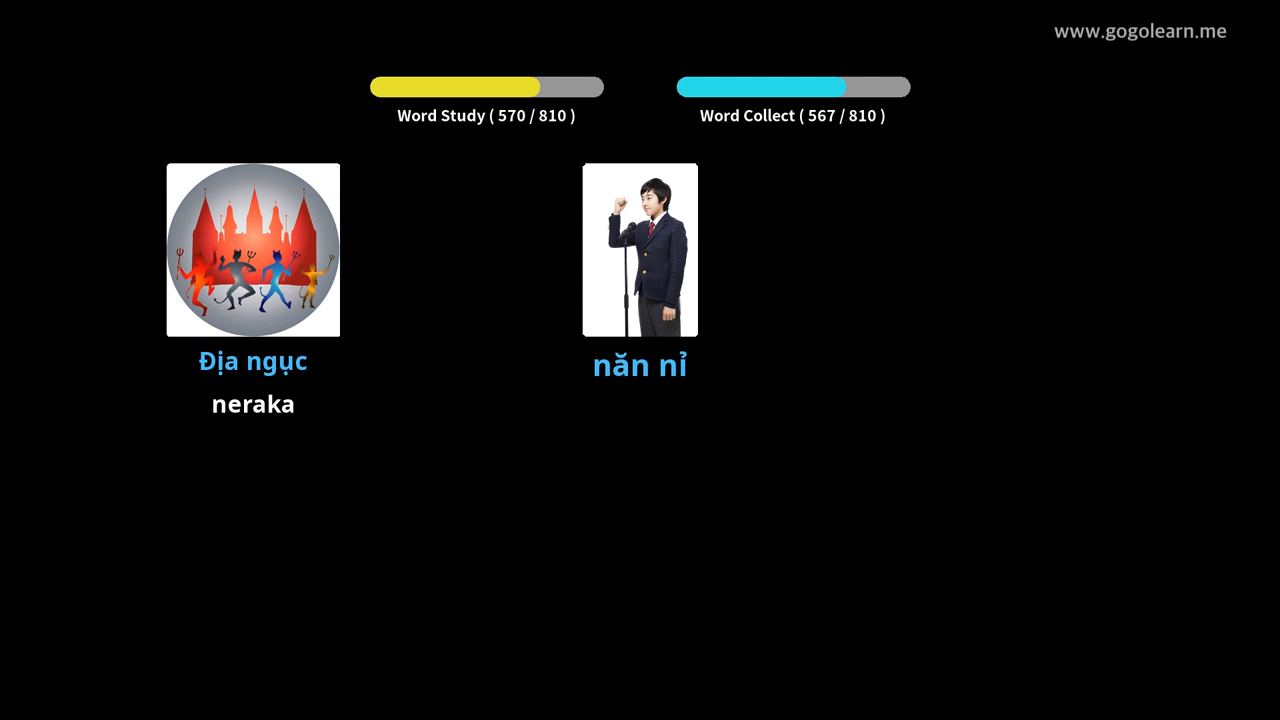 www.gogolearn.me
Word Study ( 570 / 810 )
Word Collect ( 567 / 810 )
Địa ngục
neraka
năn nỉ